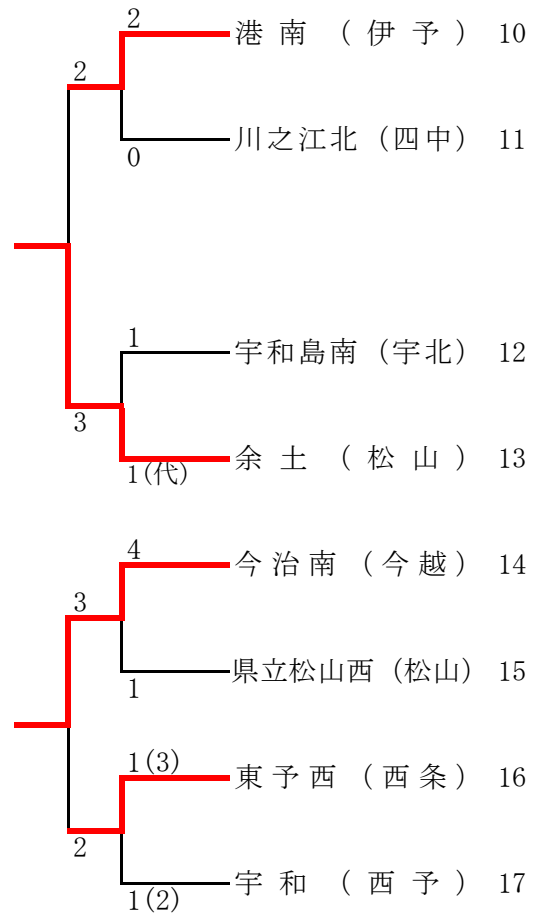 2
港南 (伊予) 10
2
川之江北 (四中) 11
0
1
宇和島南 (宇北) 12
3
余土 (松山) 13
1(代)
4
今治南 (今越) 14
3
県立松山西 (松山) 15
1
1(3)
東予西 (西条) 16
2
宇和 (西予) 17
1(2)